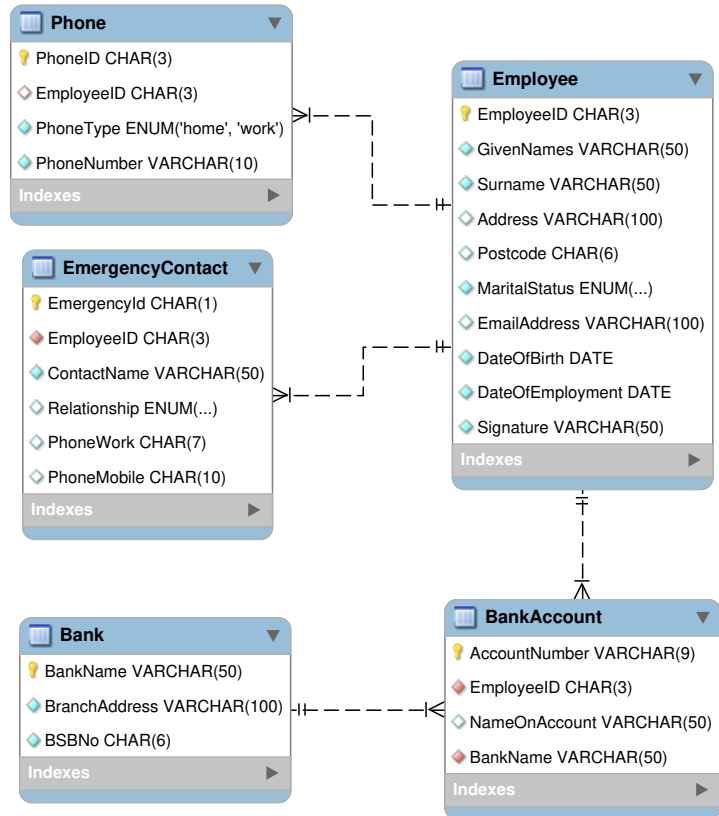 Phone
PhoneID CHAR(3)
EmployeeID CHAR(3)
PhoneType ENUM('home', 'work')
PhoneNumber VARCHAR(10)
Indexes
Employee
EmployeeID CHAR(3)
GivenNames VARCHAR(50)
Surname VARCHAR(50)
Address VARCHAR(100)
Postcode CHAR(6)
MaritalStatus ENUM(...)
EmailAddress VARCHAR(100)
DateOfBirth DATE
DateOfEmployment DATE
Signature VARCHAR(50)
Indexes
EmergencyContact
EmergencyId CHAR(1)
EmployeeID CHAR(3)
ContactName VARCHAR(50)
Relationship ENUM(...)
PhoneWork CHAR(7)
PhoneMobile CHAR(10)
Indexes
Bank
BankName VARCHAR(50)
BranchAddress VARCHAR(100)
BSBNo CHAR(6)
Indexes
BankAccount
AccountNumber VARCHAR(9)
EmployeeID CHAR(3)
NameOnAccount VARCHAR(50)
BankName VARCHAR(50)
Indexes